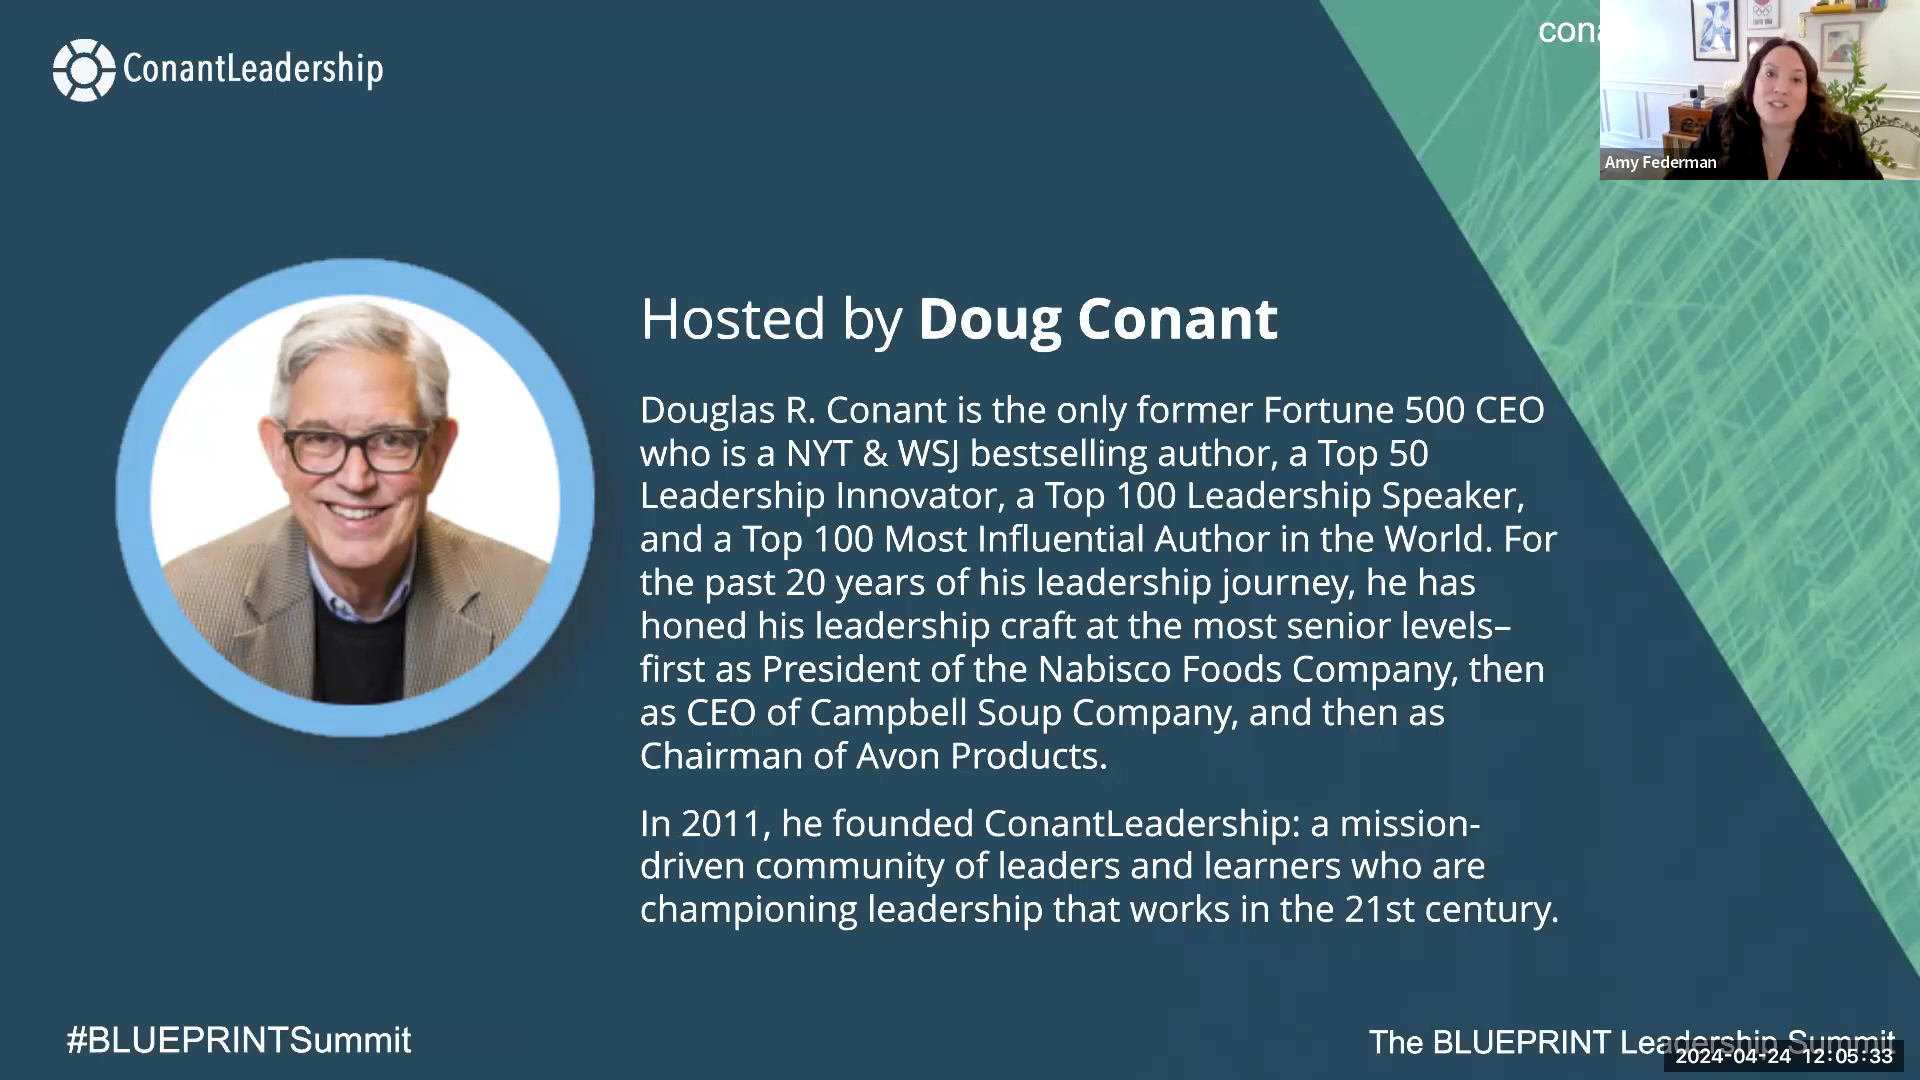 ConantLeadership
Amy Federman
Hosted by Doug Conant
Douglas R. Conant is the only former Fortune 500 CEO
who is a NYT & WSJ bestselling author, a Top 50
Leadership Innovator, a Top 100 Leadership Speaker,
and a Top 100 Most Influential Author in the World. For
the past 20 years of his leadership journey, he has
honed his leadership craft at the most senior levels–
first as President of the Nabisco Foods Company, then
as CEO of Campbell Soup Company, and then as
Chairman of Avon Products.
In 2011, he founded ConantLeadership: a mission-
driven community of leaders and learners who are
championing leadership that works in the 21st century.
#BLUEPRINTSummit
The BLUEPRINT Leadership Summit
2024-04-24 12:05:33